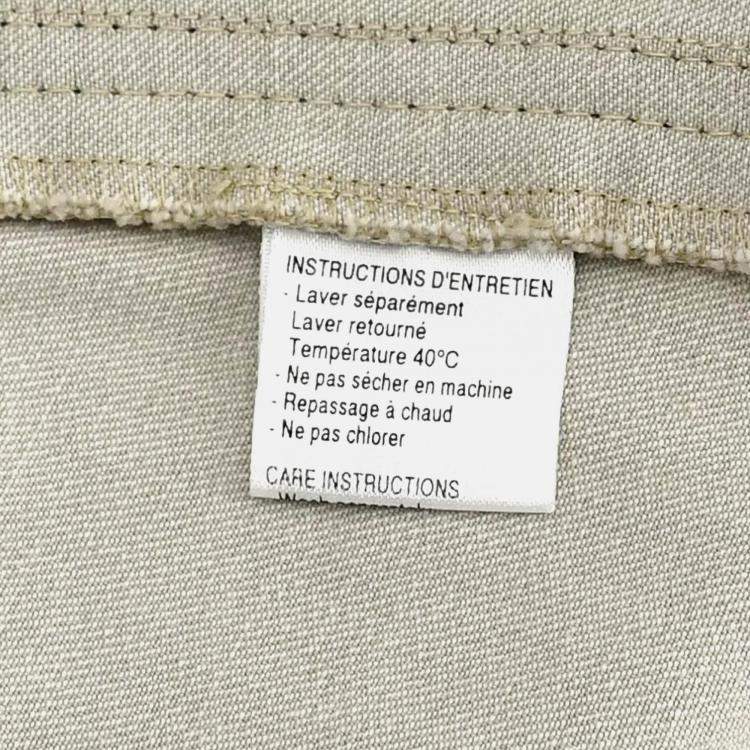 INSTRUCTIONS D'ENTRETIEN
- Laver séparément
Laver retourné
Température 40°C
- Ne pas sécher en machine
- Repassage à chaud
- Ne pas chlorer
CARE INSTRUCTIONS